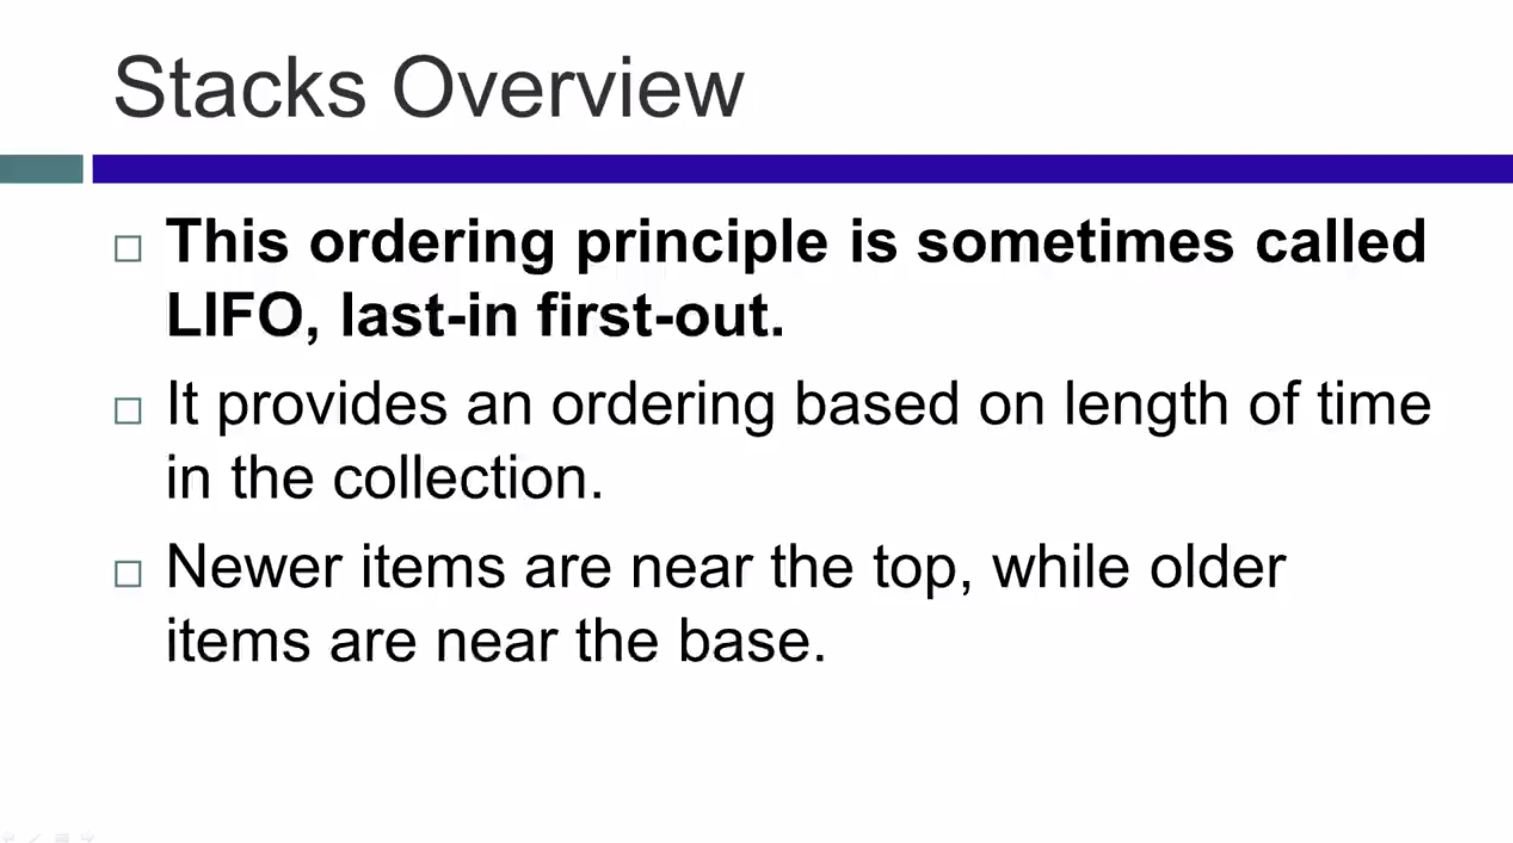 Stacks Overview
This ordering principle is sometimes called
LIFO, last-in first-out.
It provides an ordering based on length of time
in the collection.
Newer items are near the top, while older
items are near the base.